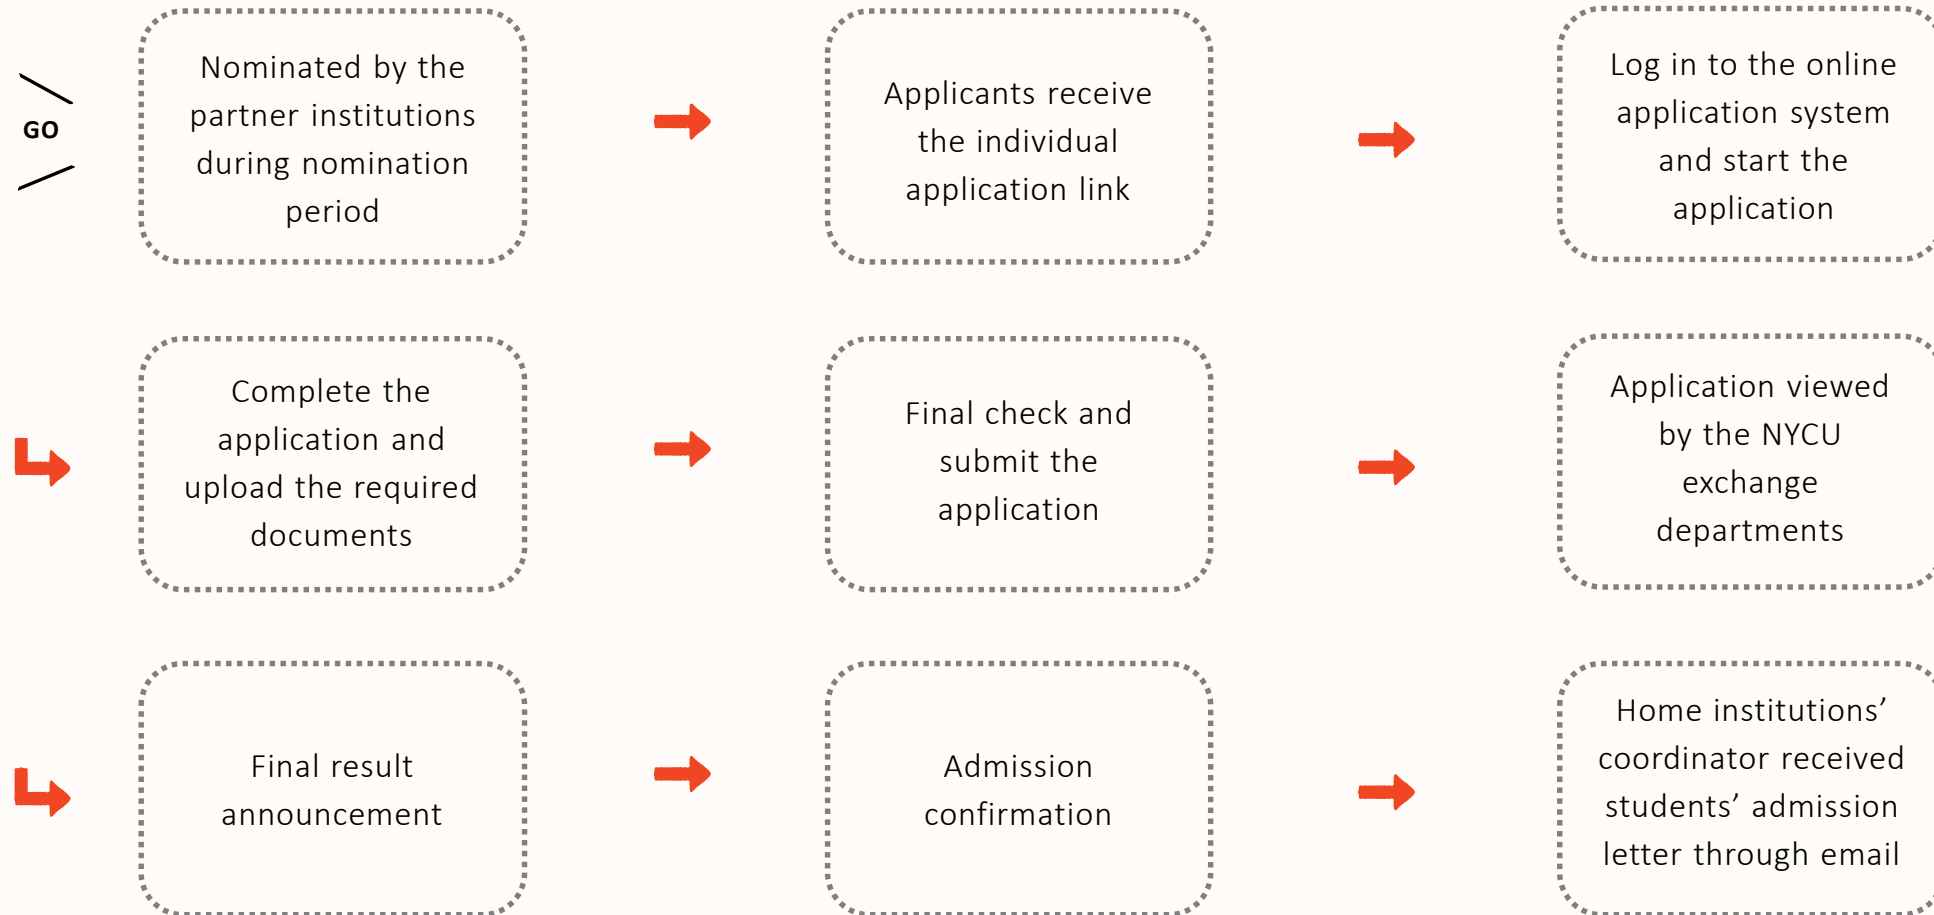 GO
Nominated by the
partner institutions
during nomination
period
Applicants receive
the individual
application link
Log in to the online
application system
and start the
application
Complete the
application and
upload the required
documents
Final check and
submit the
application
Application viewed
by the NYCU
exchange
departments
Final result
announcement
Admission
confirmation
Home institutions’
coordinator received
students’ admission
letter through email